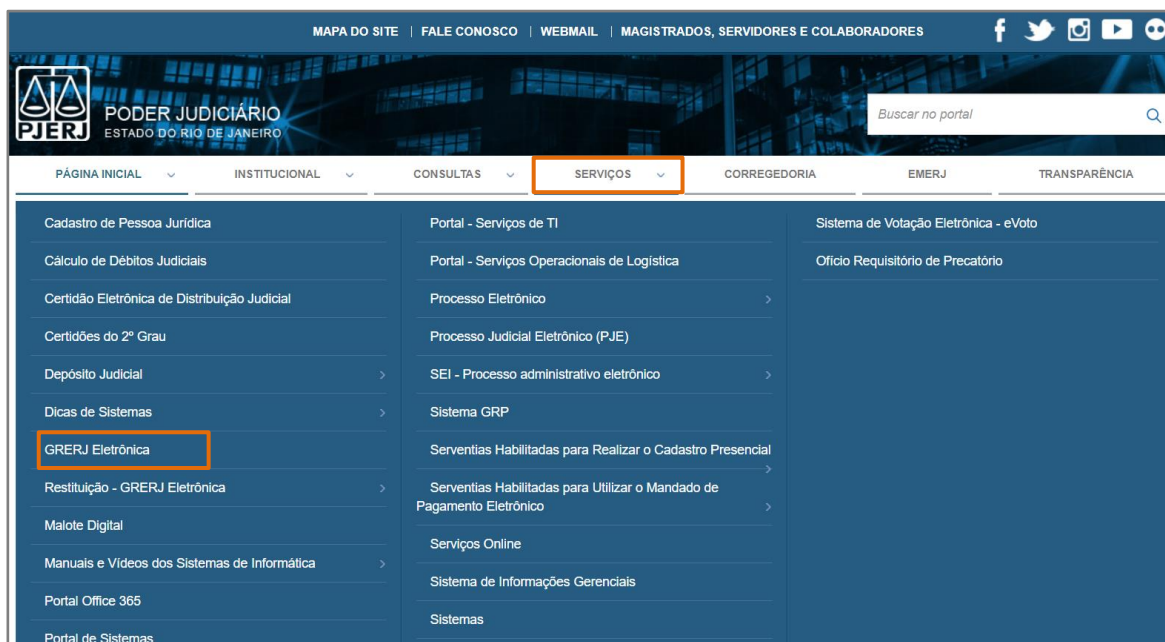 MAPA DO SITE | FALE CONOSCO | WEBMAIL | MAGISTRADOS, SERVIDORES E COLABORADORES
PJERJ
PODER JUDICIÁRIO
ESTADO DO RIO DE JANEIRO
Buscar no portal
PÁGINA INICIAL INSTITUCIONAL CONSULTAS SERVIÇOS CORREGEDORIA EMERJ TRANSPARÊNCIA
Cadastro de Pessoa Jurídica
Cálculo de Débitos Judiciais
Certidão Eletrônica de Distribuição Judicial
Certidões do 2º Grau
Depósito Judicial
Dicas de Sistemas
GRERJ Eletrônica
Restituição - GRERJ Eletrônica
Malote Digital
Manuais e Vídeos dos Sistemas de Informática
Portal Office 365
Portal de Sistemas
Portal - Serviços de TI
Portal - Serviços Operacionais de Logística
Processo Eletrônico
Processo Judicial Eletrônico (PJE)
SEI - Processo administrativo eletrônico
Sistema GRP
Serventias Habilitadas para Realizar o Cadastro Presencial
Serventias Habilitadas para Utilizar o Mandado de
Pagamento Eletrônico
Serviços Online
Sistema de Informações Gerenciais
Sistemas
Sistema de Votação Eletrônica - eVoto
Ofício Requisitório de Precatório